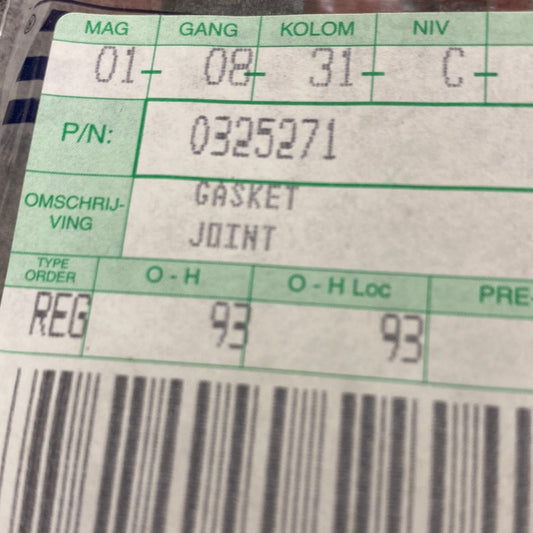 MAG GANG KOLOM NIV
01- 08- 31- C-
P/N: 0325271
OMSCHRIJ-
VING
GASKET
JOINT
TYPE
ORDER
O - H O - H Loc PRE-
REG 93 93